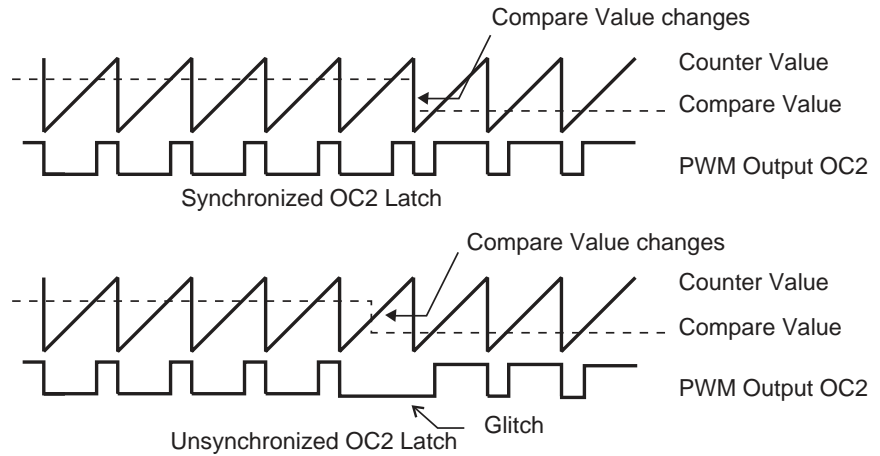 Compare Value changes
Counter Value
Compare Value
PWM Output OC2
Synchronized OC2 Latch
Compare Value changes
Counter Value
Compare Value
PWM Output OC2
Glitch
Unsynchronized OC2 Latch